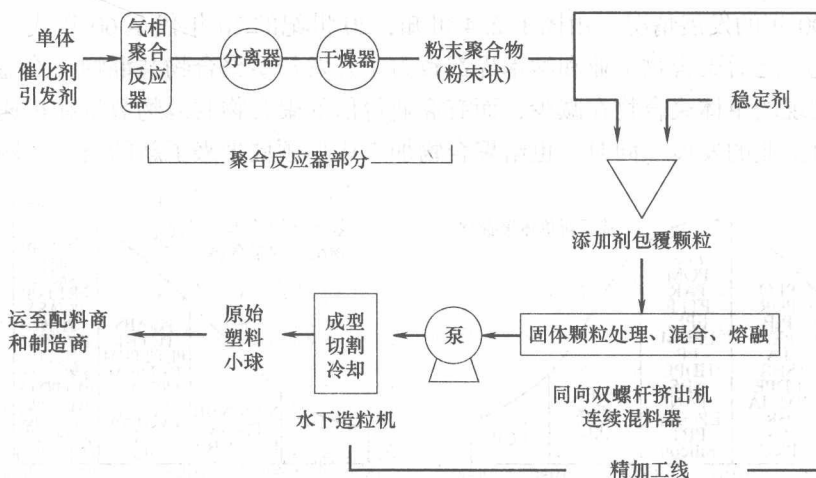 单体
催化剂
引发剂
气相
聚合
反应
器
分离器
干燥器
粉末聚合物
(粉末状)
稳定剂
聚合反应器部分
添加剂包覆颗粒
固体颗粒处理、混合、熔融
同向双螺杆挤出机
连续混料器
泵
成型
切割
冷却
水下造粒机
原始
塑料
小球
运至配料商
和制造商
精加工线